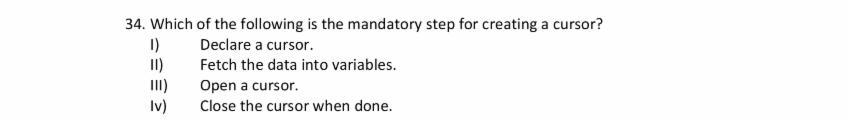 34. Which of the following is the mandatory step for creating a cursor?
I) Declare a cursor.
II) Fetch the data into variables.
III) Open a cursor.
Iv) Close the cursor when done.